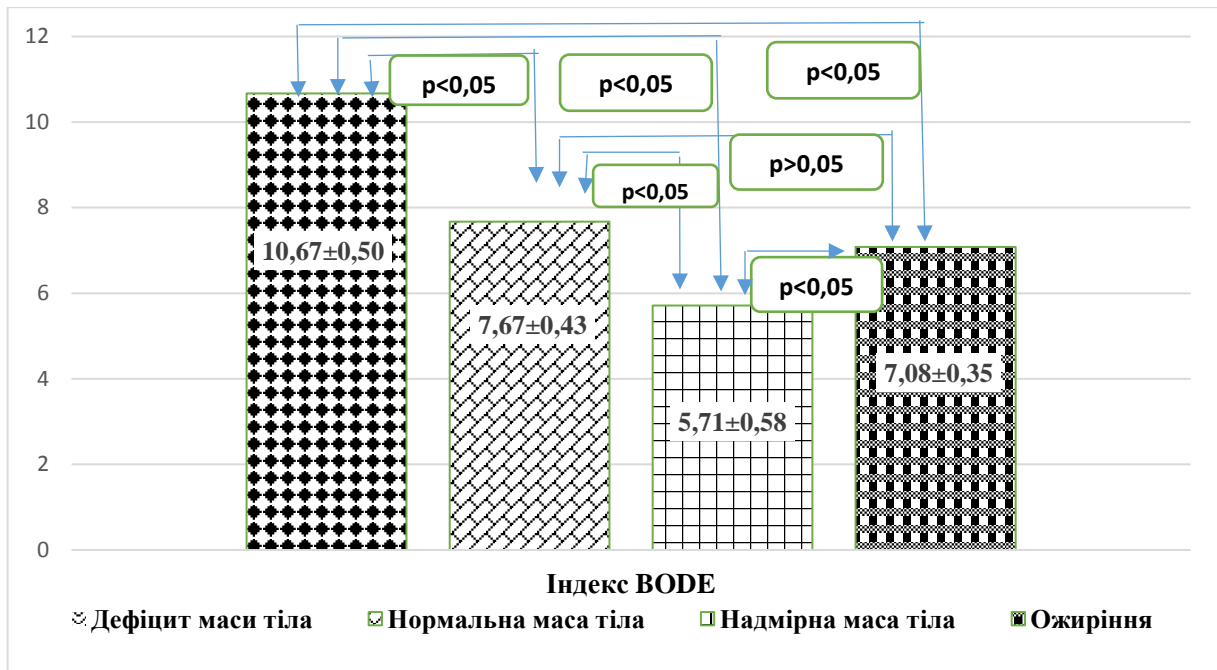 12
10
8
6
4
2
0
p<0,05
p<0,05
p<0,05
p<0,05
p>0,05
p<0,05
10,67±0,50
7,67±0,43
5,71±0,58
7,08±0,35
Індекс BODE
Дефіцит маси тіла Нормальна маса тіла Надмірна маса тіла Ожиріння